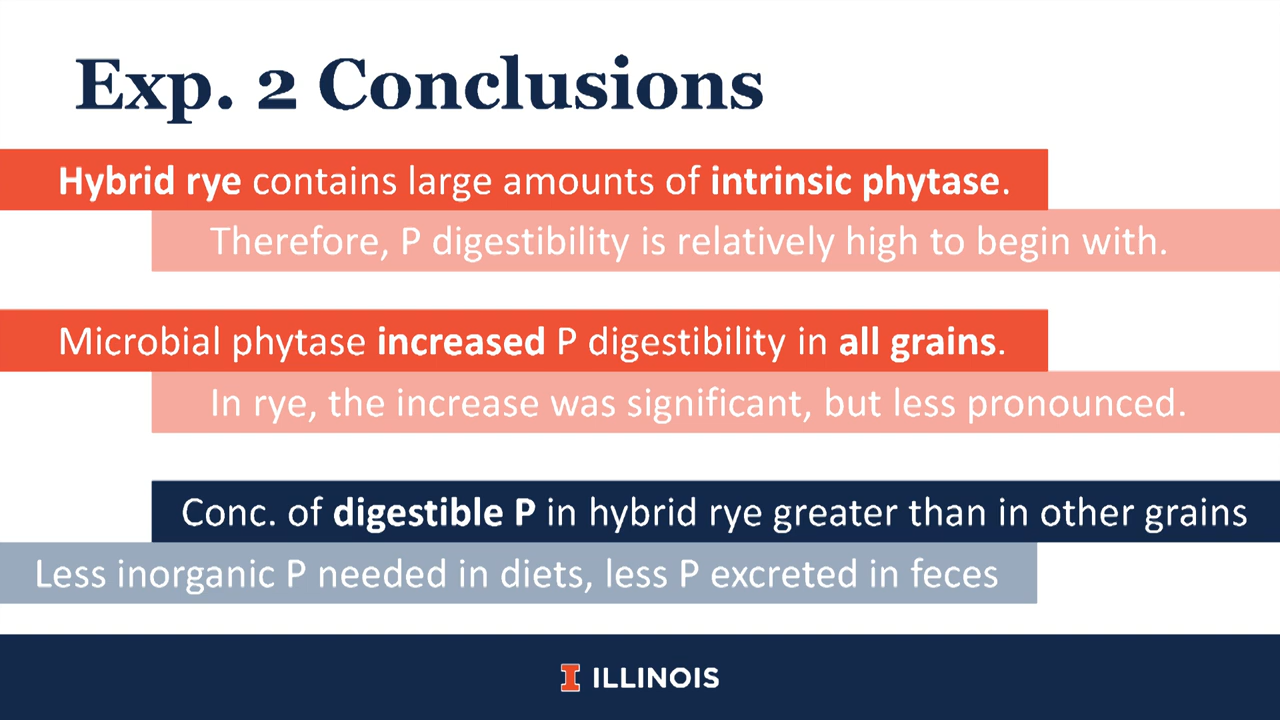 Exp. 2 Conclusions
Hybrid rye contains large amounts of intrinsic phytase.
Therefore, P digestibility is relatively high to begin with.
Microbial phytase increased P digestibility in all grains.
In rye, the increase was significant, but less pronounced.
Conc. of digestible P in hybrid rye greater than in other grains
Less inorganic P needed in diets, less P excreted in feces
I ILLINOIS